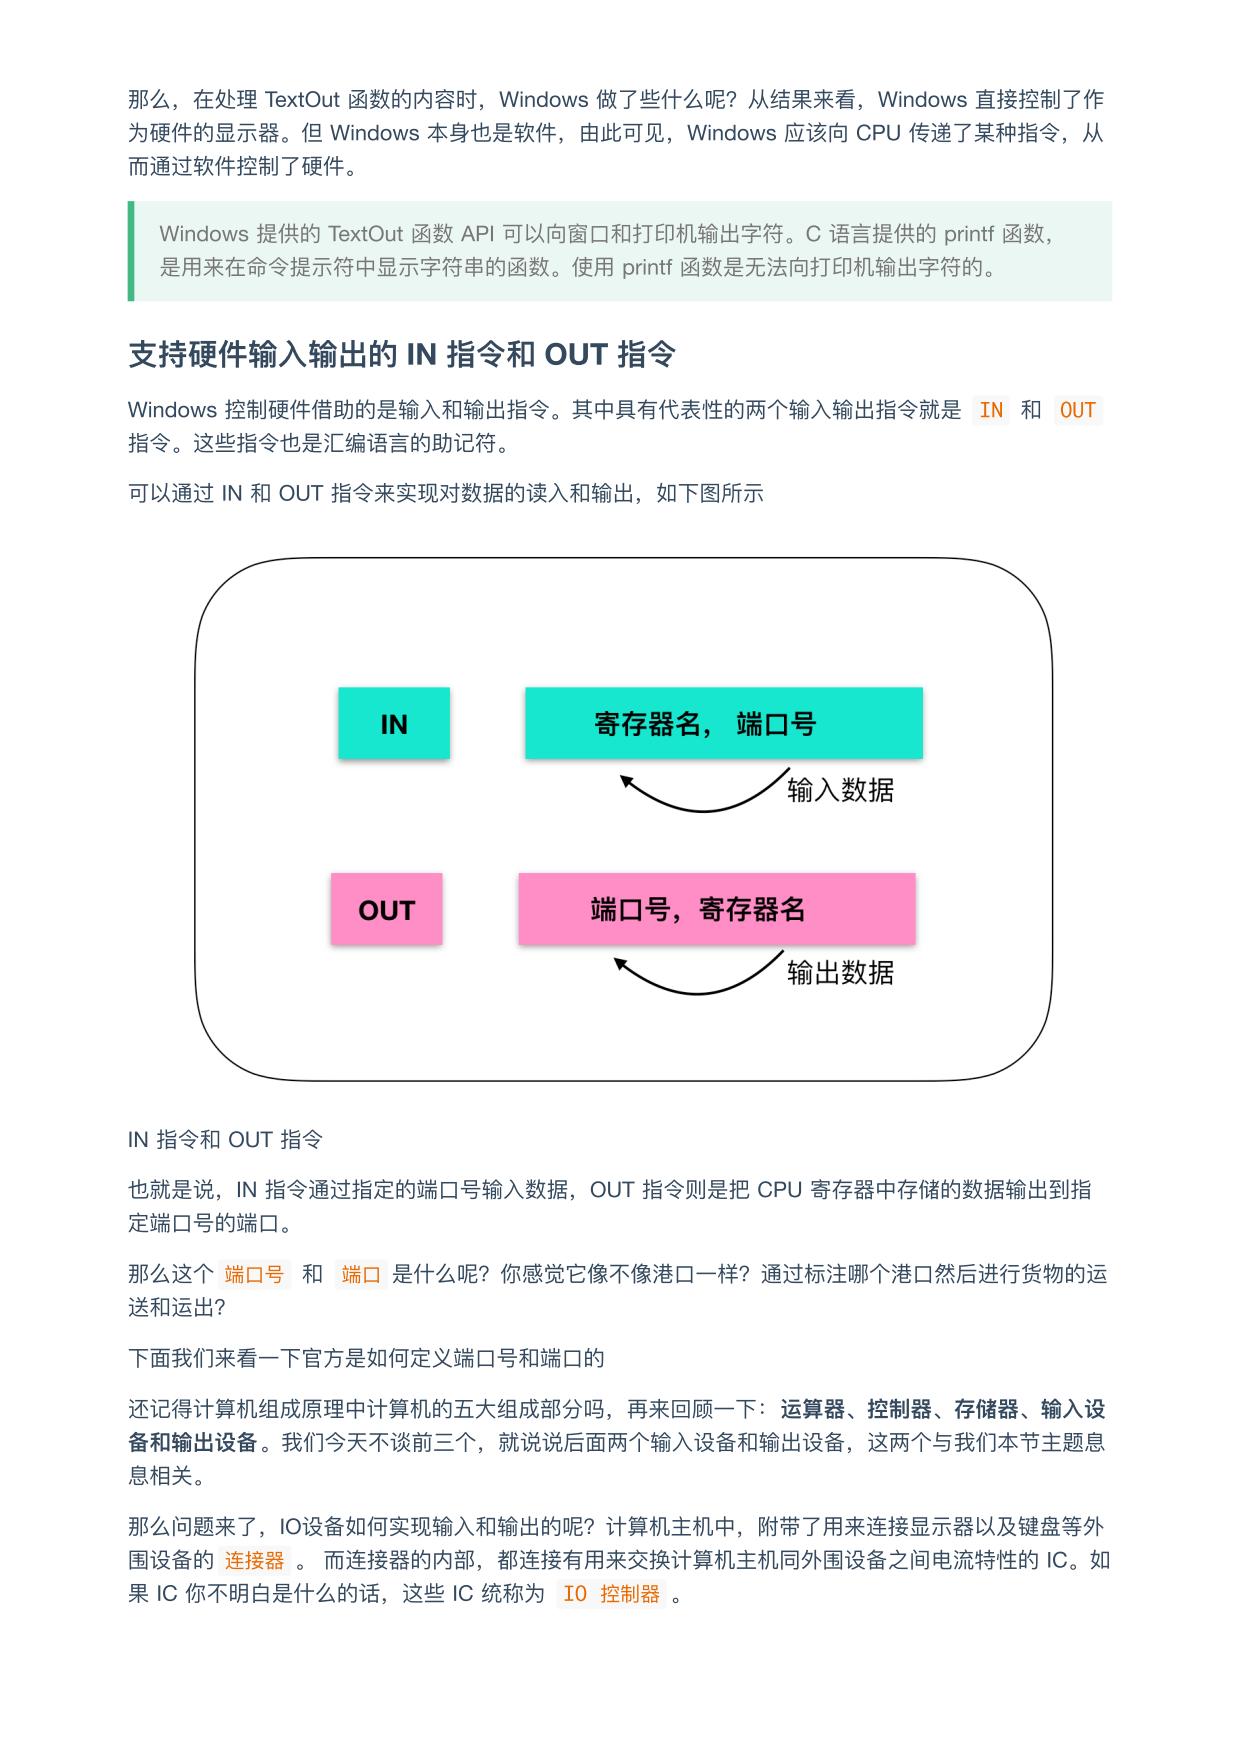 那么，在处理 TextOut 函数的内容时，Windows 做了些什么呢？从结果来看，Windows 直接控制了作
为硬件的显示器。但 Windows 本身也是软件，由此可见，Windows 应该向 CPU 传递了某种指令，从
而通过软件控制了硬件。
Windows 提供的 TextOut 函数 API 可以向窗口和打印机输出字符。C 语言提供的 printf 函数，
是用来在命令提示符中显示字符串的函数。使用 printf 函数是无法向打印机输出字符的。
支持硬件输入输出的 IN 指令和 OUT 指令
Windows 控制硬件借助的是输入和输出指令。其中具有代表性的两个输入输出指令就是 IN 和 OUT
指令。这些指令也是汇编语言的助记符。
可以通过 IN 和 OUT 指令来实现对数据的读入和输出，如下图所示
IN 寄存器名， 端口号
输入数据
OUT 端口号，寄存器名
输出数据
IN 指令和 OUT 指令
也就是说，IN 指令通过指定的端口号输入数据，OUT 指令则是把 CPU 寄存器中存储的数据输出到指
定端口号的端口。
那么这个 端口号 和 端口 是什么呢？你感觉它像不像港口一样？通过标注哪个港口然后进行货物的运
送和运出？
下面我们来看一下官方是如何定义端口号和端口的
还记得计算机组成原理中计算机的五大组成部分吗，再来回顾一下：运算器、控制器、存储器、输入设
备和输出设备。我们今天不谈前三个，就说说后面两个输入设备和输出设备，这两个与我们本节主题息
息相关。
那么问题来了，IO设备如何实现输入和输出的呢？计算机主机中，附带了用来连接显示器以及键盘等外
围设备的 连接器 。 而连接器的内部，都连接有用来交换计算机主机同外围设备之间电流特性的 IC。如
果 IC 你不明白是什么的话，这些 IC 统称为 IO 控制器 。